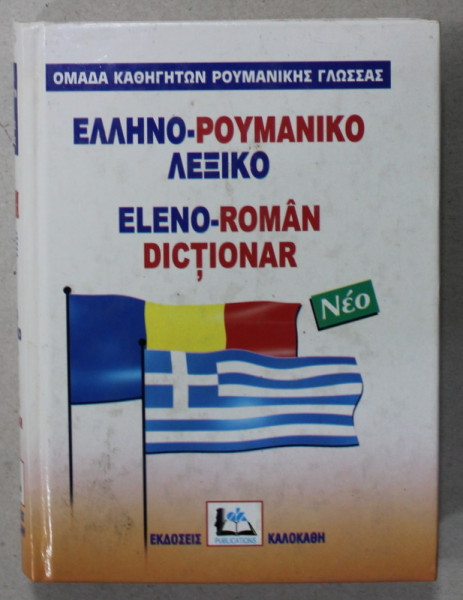 ΟΜΑΔΑ ΚΑΘΗΓΗΤΩΝ ΡΟΥΜΑΝΙΚΗΣ ΓΛΩΣΣΑΣ
ΕΛΛΗΝΟ-ΡΟΥΜΑΝΙΚΟ
ΛΕΞΙΚΟ
ELENO-ROMÂN
DICȚIONAR
Νέο
ΕΚΔΟΣΕΙΣ PUBLICATIONS ΚΑΛΟΚΑΘΗ